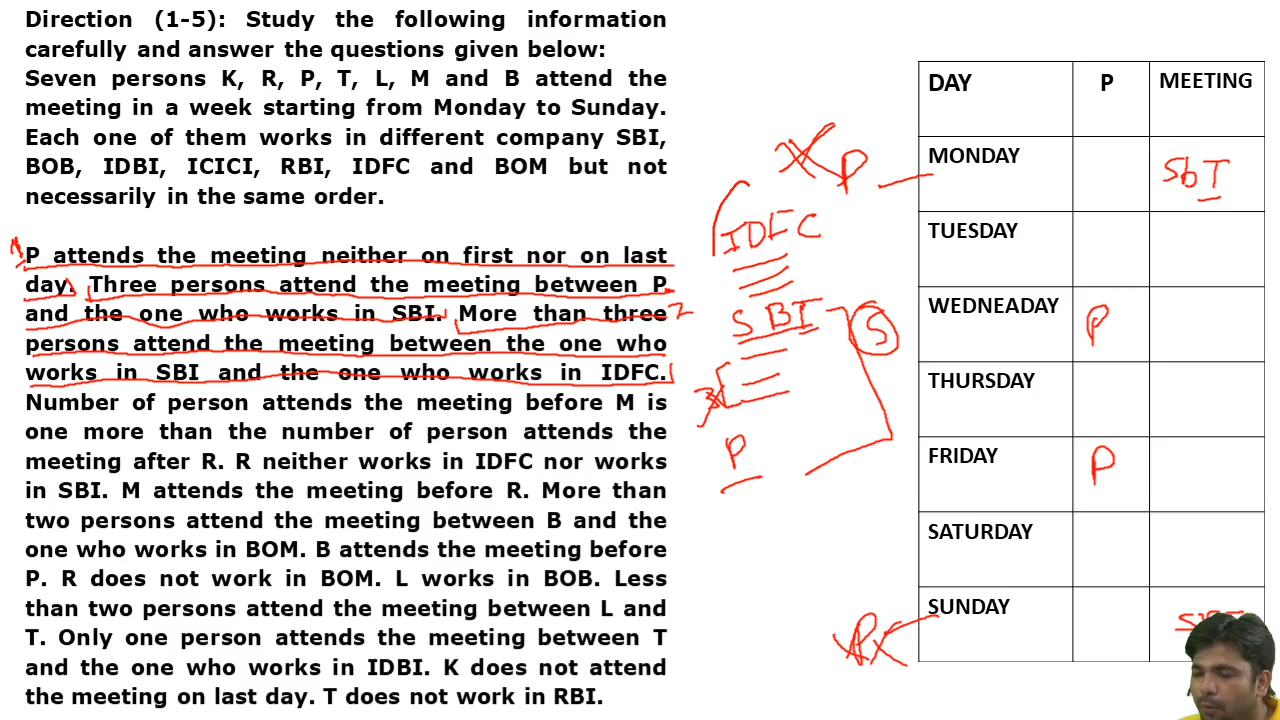 Direction (1-5): Study the following information
carefully and answer the questions given below:
Seven persons K, R, P, T, L, M and B attend the
meeting in a week starting from Monday to Sunday.
Each one of them works in different company SBI,
BOB, IDBI, ICICI, RBI, IDFC and BOM but not
necessarily in the same order.
P attends the meeting neither on first nor on last
day. Three persons attend the meeting between P
and the one who works in SBI. More than three
persons attend the meeting between the one who
works in SBI and the one who works in IDFC.
Number of person attends the meeting before M is
one more than the number of person attends the
meeting after R. R neither works in IDFC nor works
in SBI. M attends the meeting before R. More than
two persons attend the meeting between B and the
one who works in BOM. B attends the meeting before
P. R does not work in BOM. L works in BOB. Less
than two persons attend the meeting between L and
T. Only one person attends the meeting between T
and the one who works in IDBI. K does not attend
the meeting on last day. T does not work in RBI.
P
IDFC
SBI
P
DAY P MEETING
MONDAY SbI
TUESDAY
WEDNEADAY P
THURSDAY
FRIDAY P
SATURDAY
SUNDAY
P